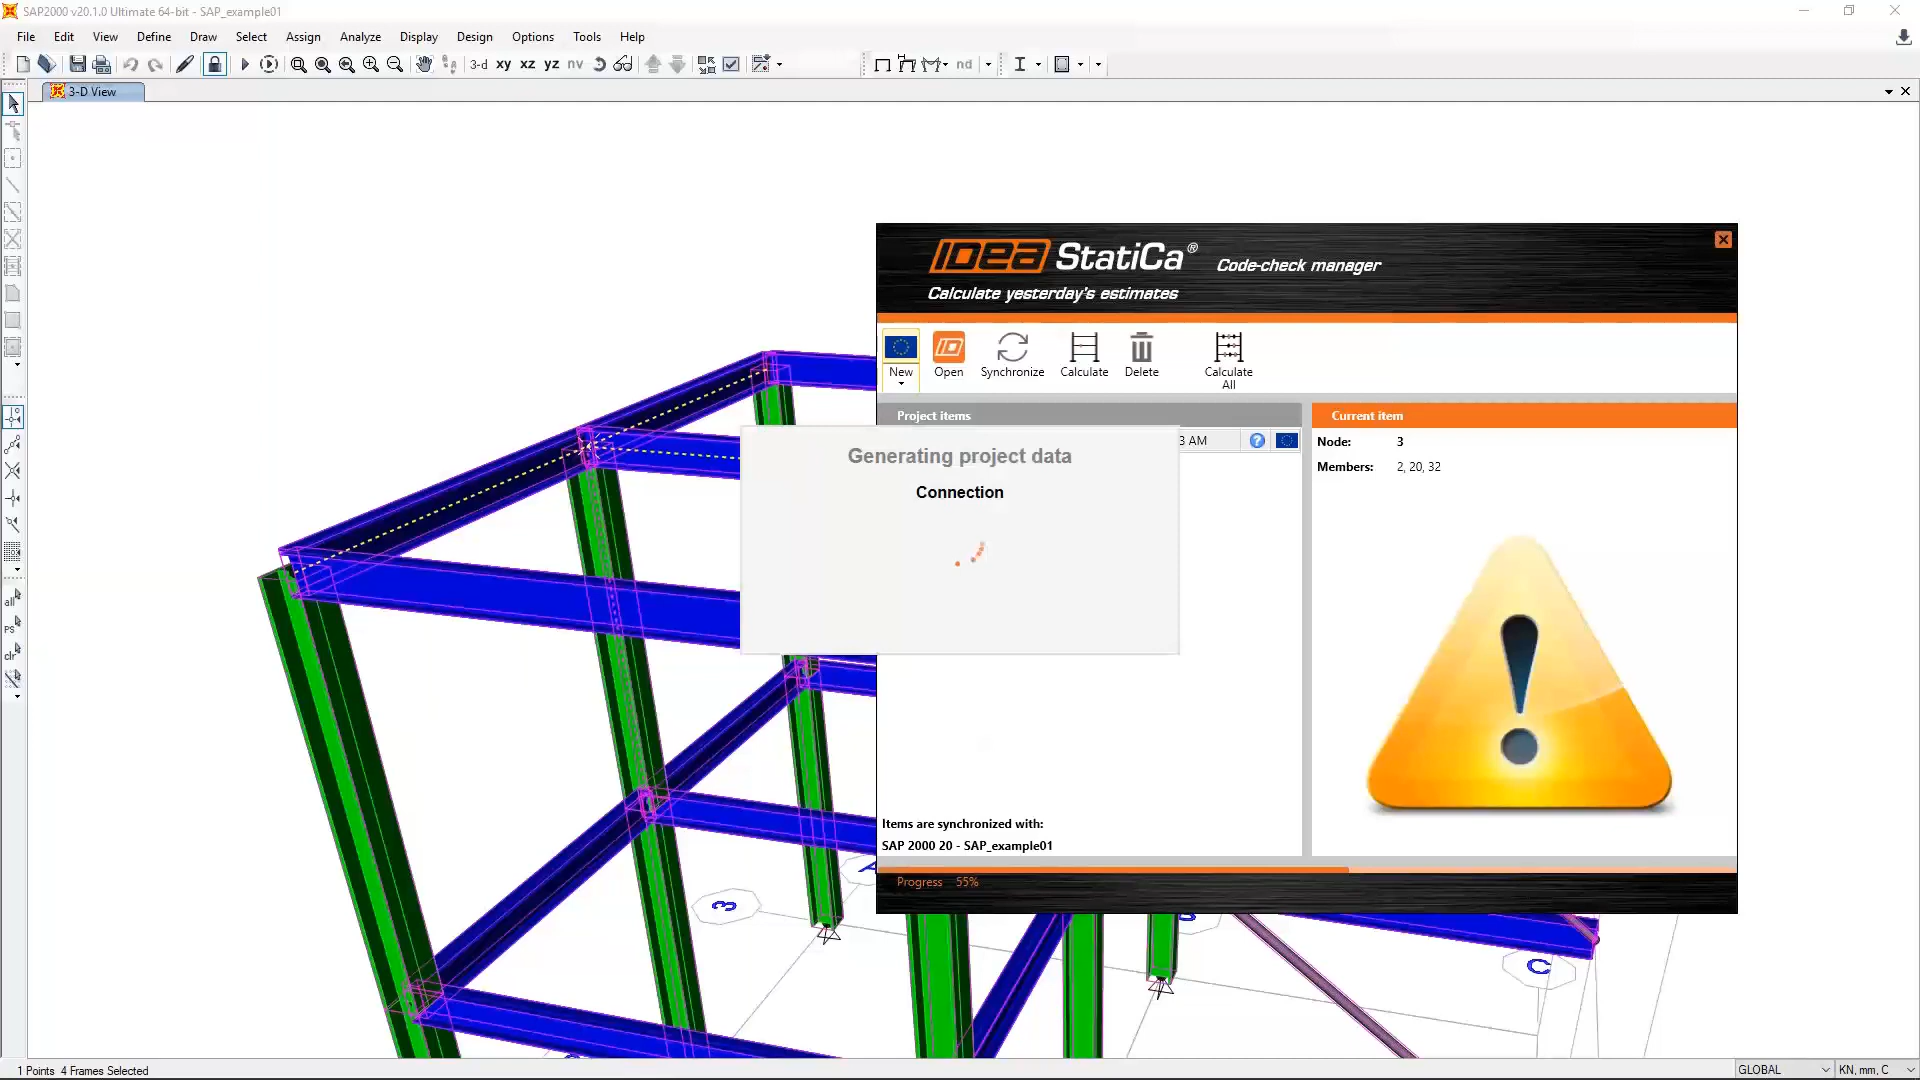 SAP2000 v20.1.0 Ultimate 64-bit - SAP_example01
File Edit View Define Draw Select Assign Analyze Display Design Options Tools Help
3-d xy xz yz nv nd
3-D View
IDEA StatiCa® Code-check manager
Calculate yesterday's estimates
New Open Synchronize Calculate Delete Calculate All
Project items
Current item
3 AM
Node: 3
Members: 2, 20, 32
Generating project data
Connection
all
PS
clr
Items are synchronized with:
SAP 2000 20 - SAP_example01
Progress 55%
3
C
1 Points 4 Frames Selected
GLOBAL
KN, mm, C